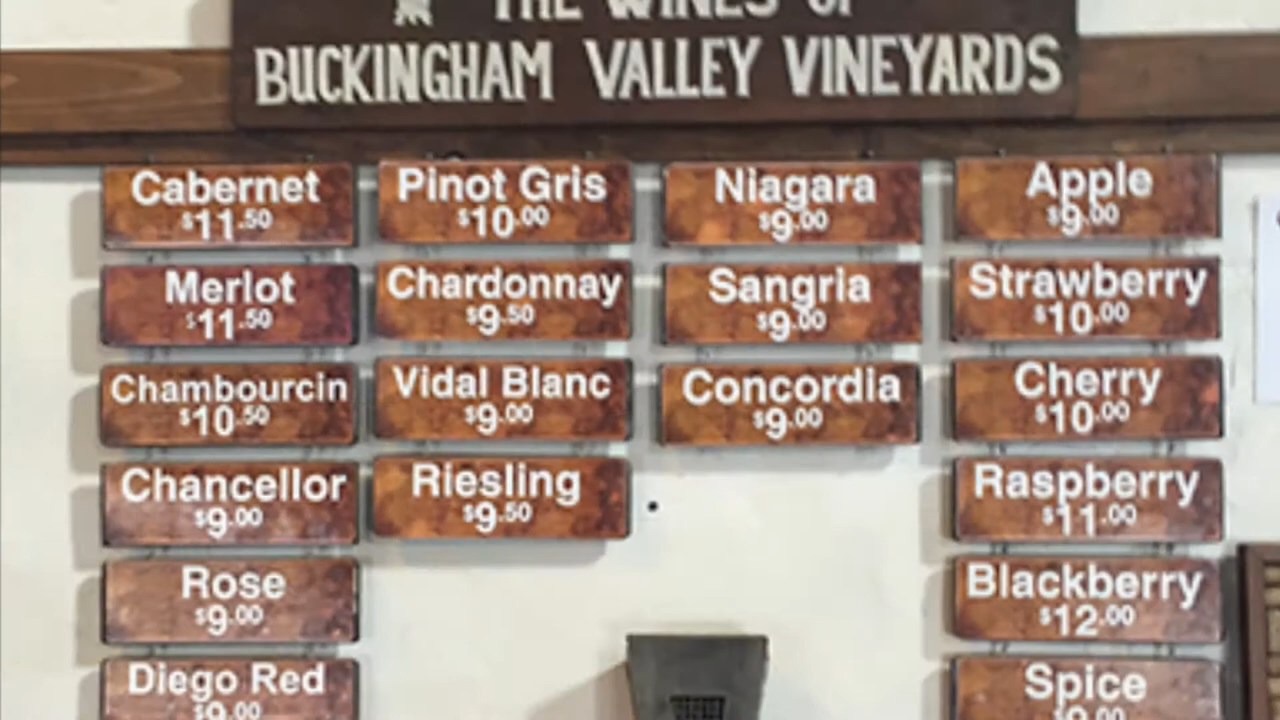 THE WINES OF
BUCKINGHAM VALLEY VINEYARDS
Cabernet
$11.50
Merlot
$11.50
Chambourcin
$10.50
Chancellor
$9.00
Rose
$9.00
Diego Red
$9.00
Pinot Gris
$10.00
Chardonnay
$9.50
Vidal Blanc
$9.00
Riesling
$9.50
Niagara
$9.00
Sangria
$9.00
Concordia
$9.00
Apple
$9.00
Strawberry
$10.00
Cherry
$10.00
Raspberry
$11.00
Blackberry
$12.00
Spice
$9.00